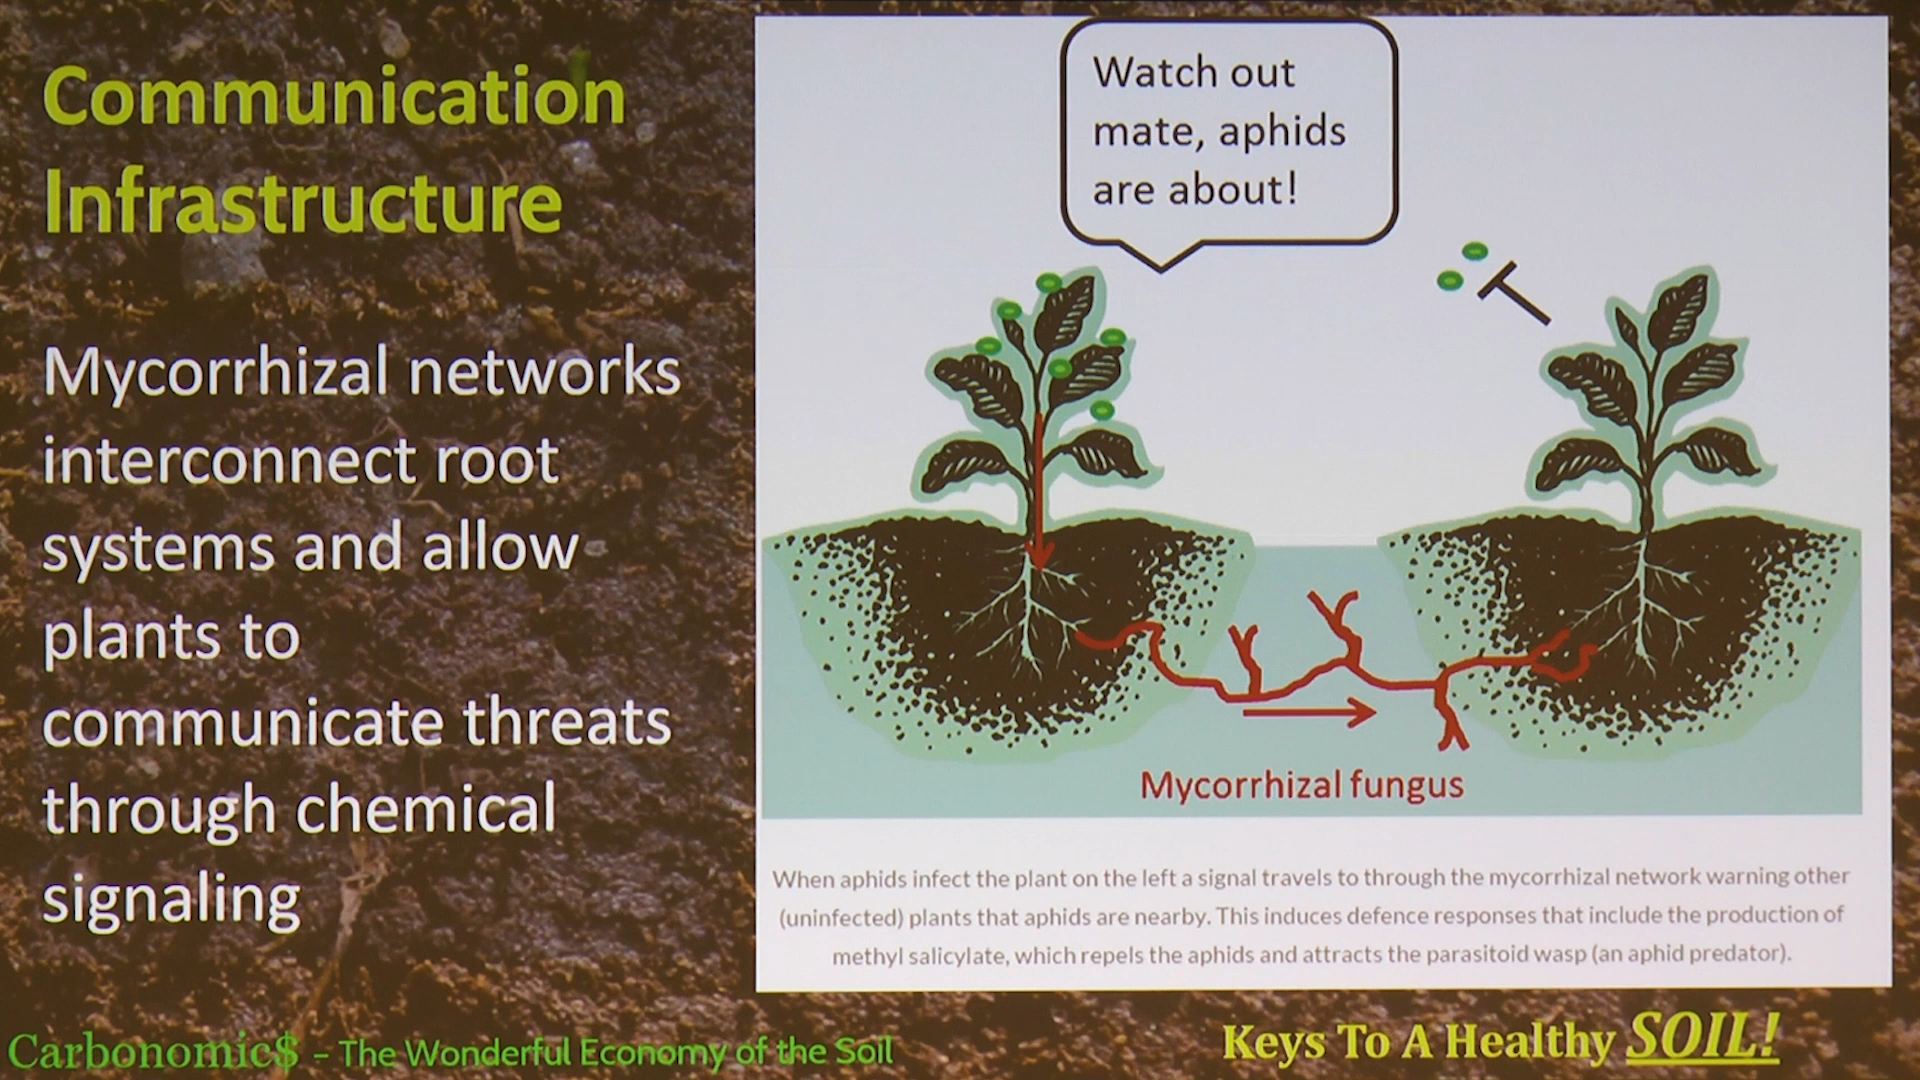 Communication
Infrastructure
Mycorrhizal networks
interconnect root
systems and allow
plants to
communicate threats
through chemical
signaling
Watch out
mate, aphids
are about!
Mycorrhizal fungus
When aphids infect the plant on the left a signal travels to through the mycorrhizal network warning other
(uninfected) plants that aphids are nearby. This induces defence responses that include the production of
methyl salicylate, which repels the aphids and attracts the parasitoid wasp (an aphid predator).
Carbonomic$ – The Wonderful Economy of the Soil
Keys To A Healthy SOIL!